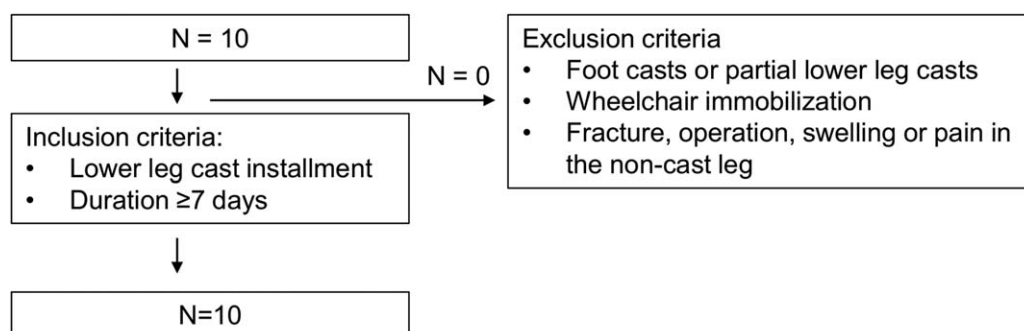 N = 10
N = 0
Inclusion criteria:
• Lower leg cast installment
• Duration ≥7 days
N=10
Exclusion criteria
• Foot casts or partial lower leg casts
• Wheelchair immobilization
• Fracture, operation, swelling or pain in
the non-cast leg